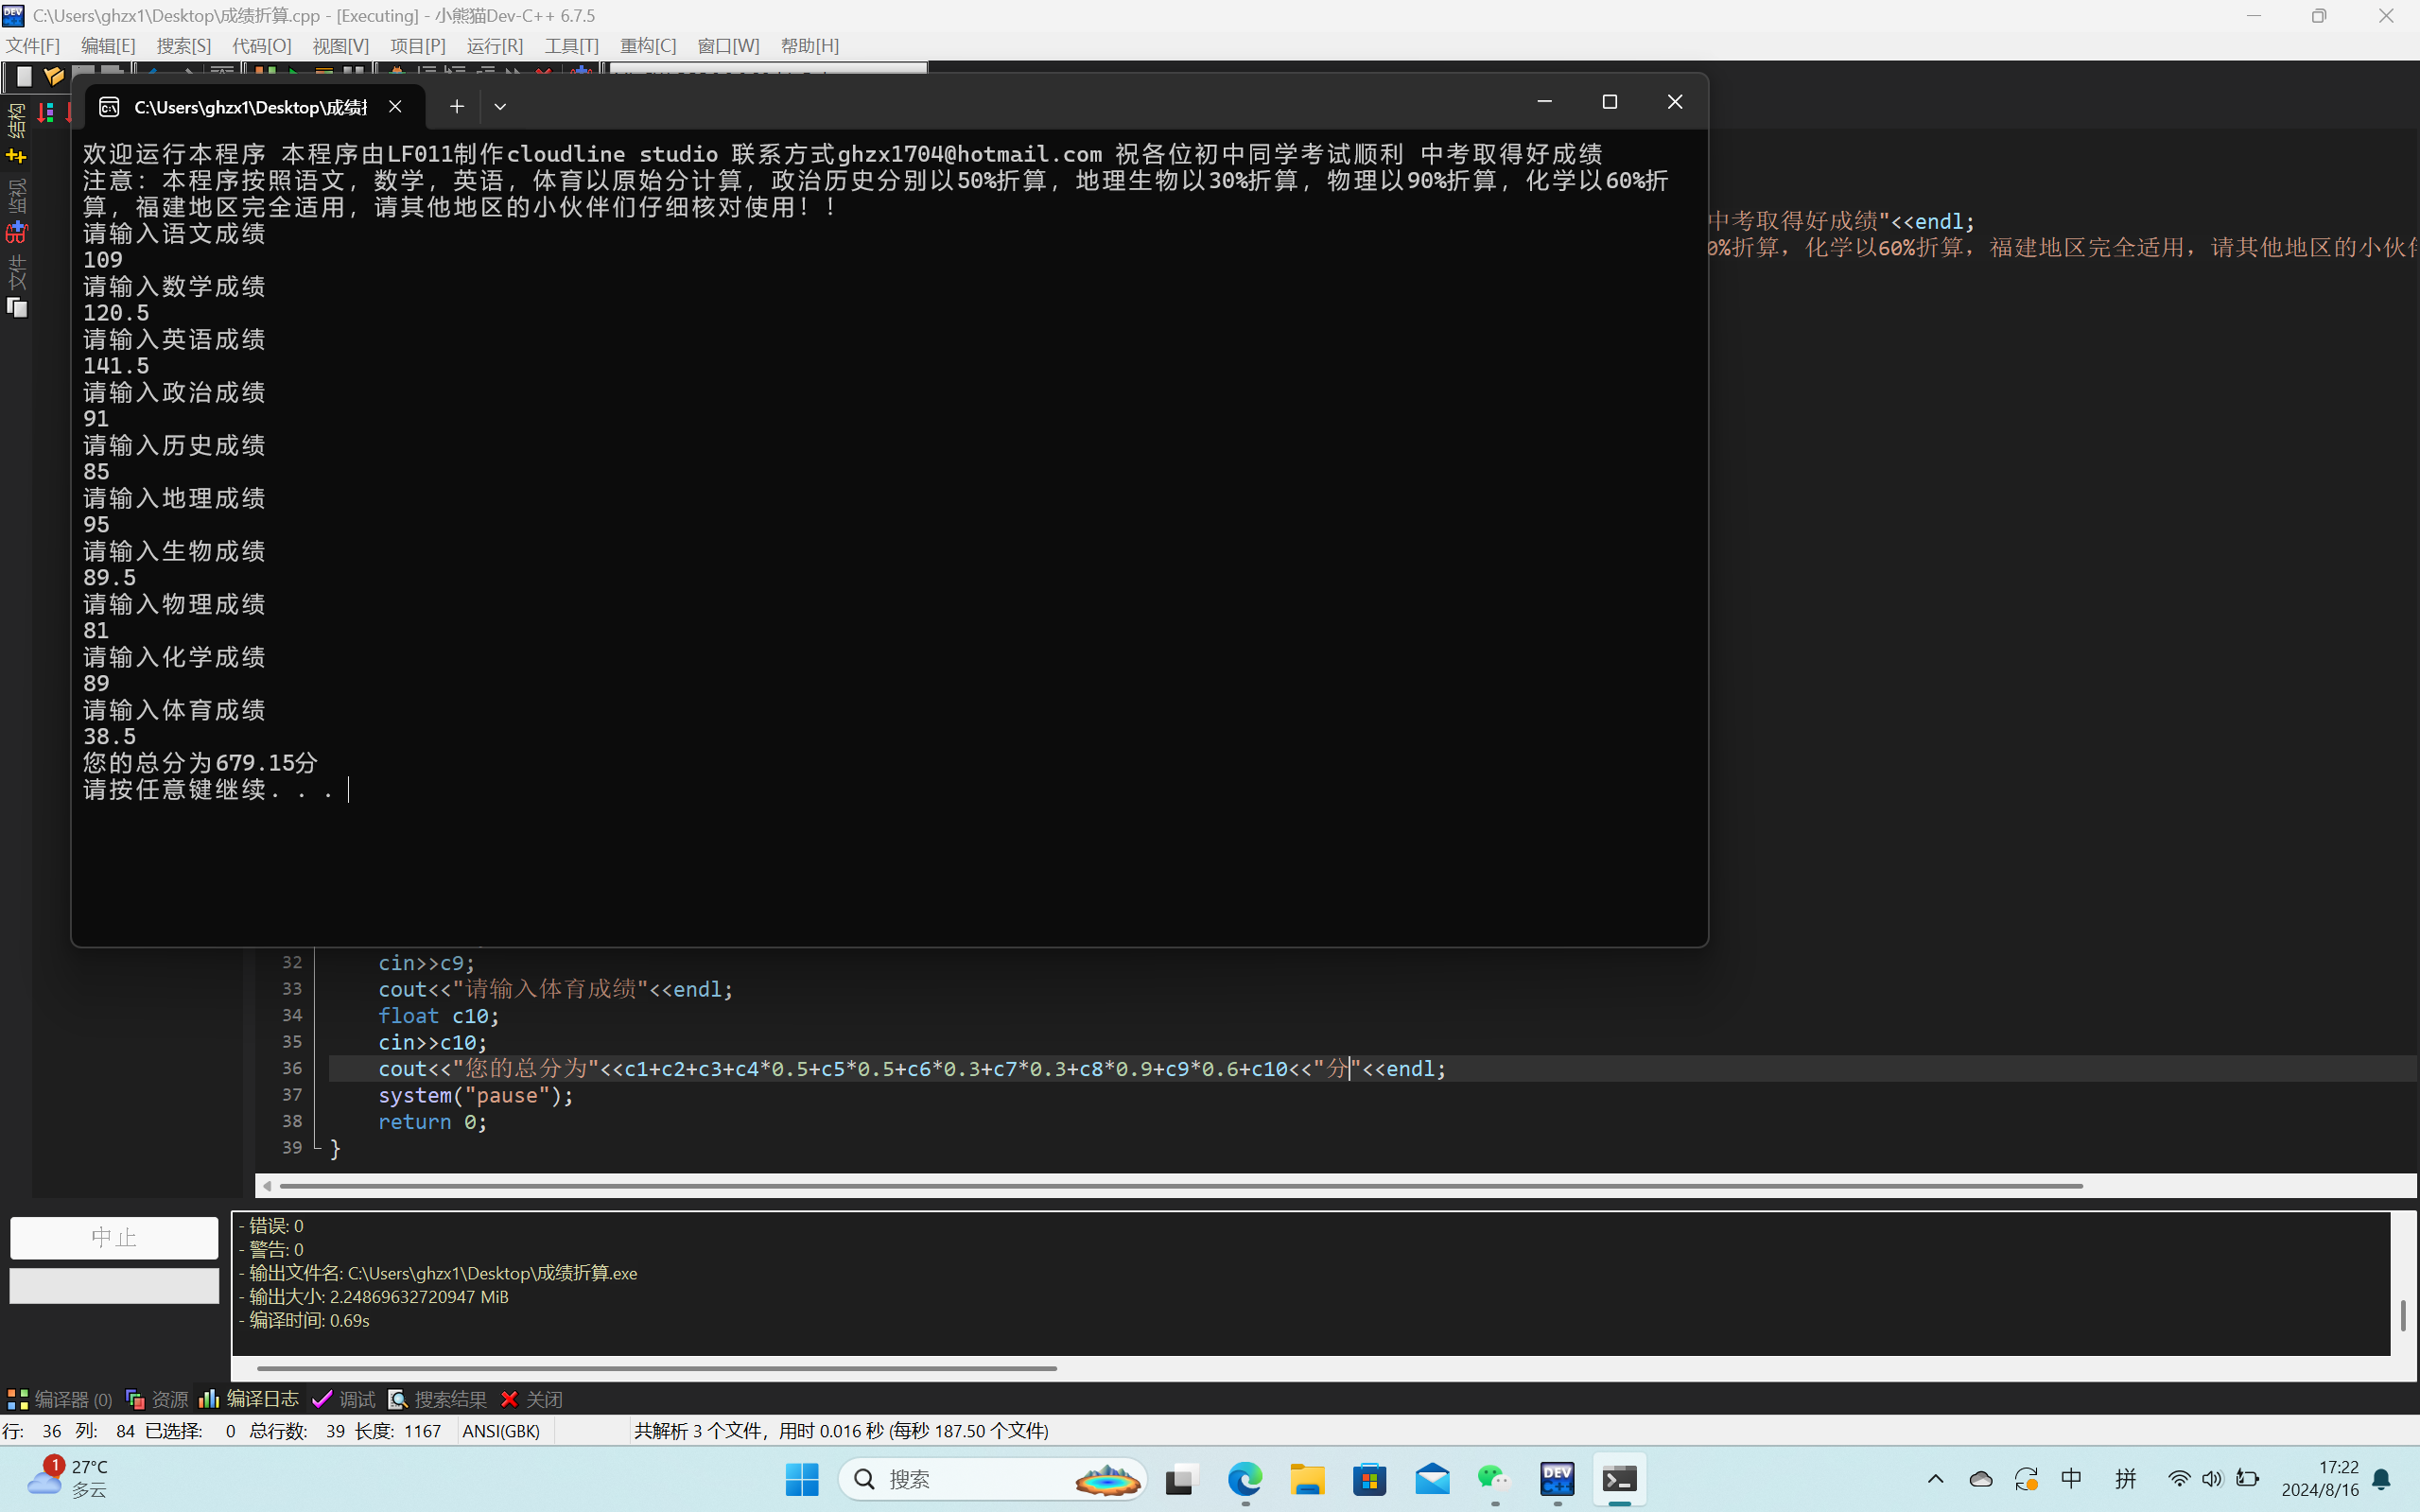 C:\Users\ghzx1\Desktop\成绩折算.cpp - [Executing] - 小熊猫Dev-C++ 6.7.5
文件[F] 编辑[E] 搜索[S] 代码[O] 视图[V] 项目[P] 运行[R] 工具[T] 重构[C] 窗口[W] 帮助[H]
结构
监视
文件
C:\Users\ghzx1\Desktop\成绩
欢迎运行本程序 本程序由LF011制作cloudline studio 联系方式ghzx1704@hotmail.com 祝各位初中同学考试顺利 中考取得好成绩
注意：本程序按照语文，数学，英语，体育以原始分计算，政治历史分别以50%折算，地理生物以30%折算，物理以90%折算，化学以60%折
算，福建地区完全适用，请其他地区的小伙伴们仔细核对使用！！
请输入语文成绩
109
请输入数学成绩
120.5
请输入英语成绩
141.5
请输入政治成绩
91
请输入历史成绩
85
请输入地理成绩
95
请输入生物成绩
89.5
请输入物理成绩
81
请输入化学成绩
89
请输入体育成绩
38.5
您的总分为679.15分
请按任意键继续. . .
中考取得好成绩"<<endl;
0%折算，化学以60%折算，福建地区完全适用，请其他地区的小伙伴
32 cin>>c9;
33 cout<<"请输入体育成绩"<<endl;
34 float c10;
35 cin>>c10;
36 cout<<"您的总分为"<<c1+c2+c3+c4*0.5+c5*0.5+c6*0.3+c7*0.3+c8*0.9+c9*0.6+c10<<"分"<<endl;
37 system("pause");
38 return 0;
39 }
中止
- 错误: 0
- 警告: 0
- 输出文件名: C:\Users\ghzx1\Desktop\成绩折算.exe
- 输出大小: 2.24869632720947 MiB
- 编译时间: 0.69s
编译器 (0) 资源 编译日志 调试 搜索结果 关闭
行: 36 列: 84 已选择: 0 总行数: 39 长度: 1167 ANSI(GBK) 共解析 3 个文件，用时 0.016 秒 (每秒 187.50 个文件)
1
27°C
多云
搜索
DEV C++
中 拼
17:22
2024/8/16